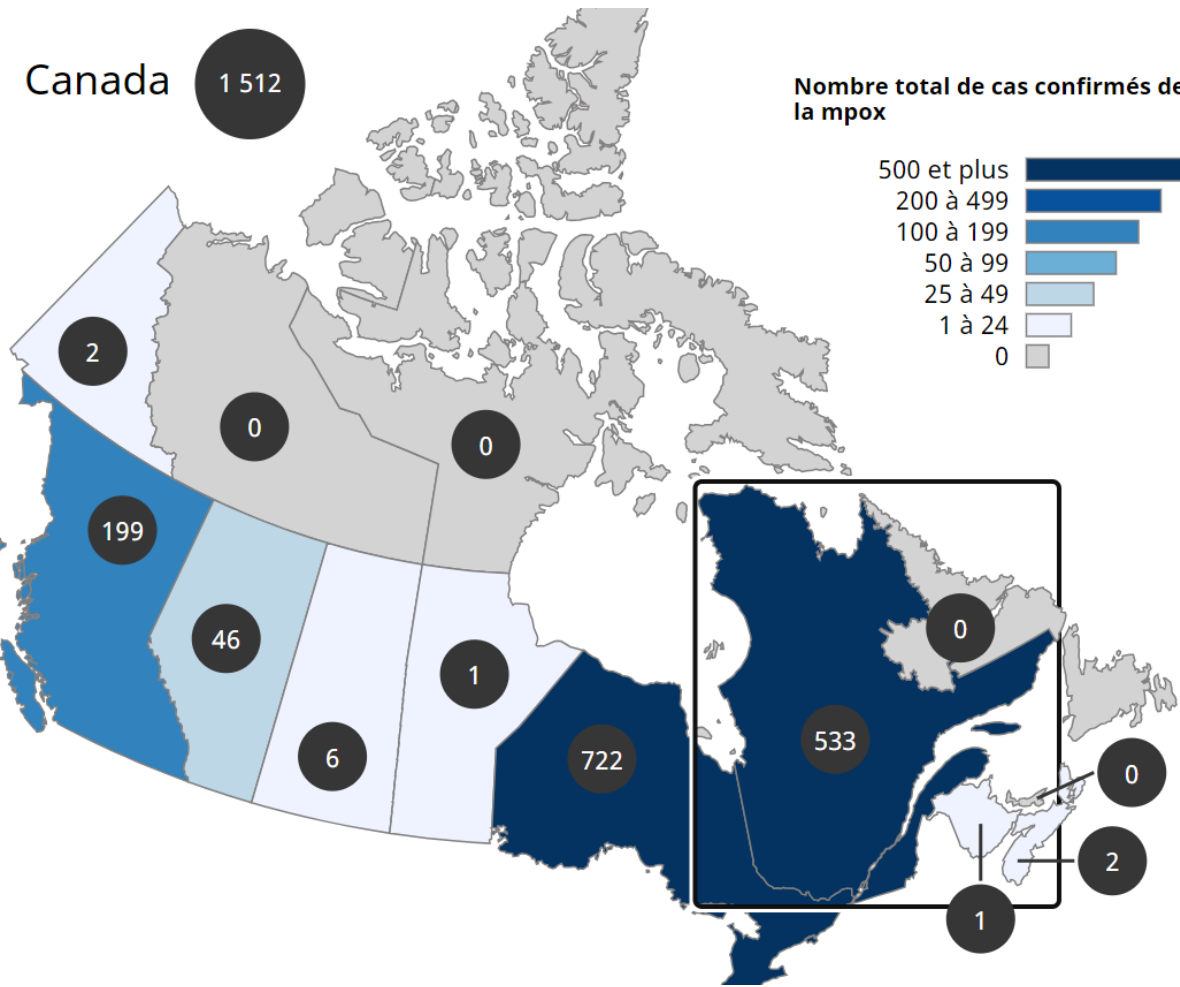 Canada
1 512
Nombre total de cas confirmés de
la mpox
500 et plus
200 à 499
100 à 199
50 à 99
25 à 49
1 à 24
0
2
0
0
199
46
6
1
722
533
0
0
2
1